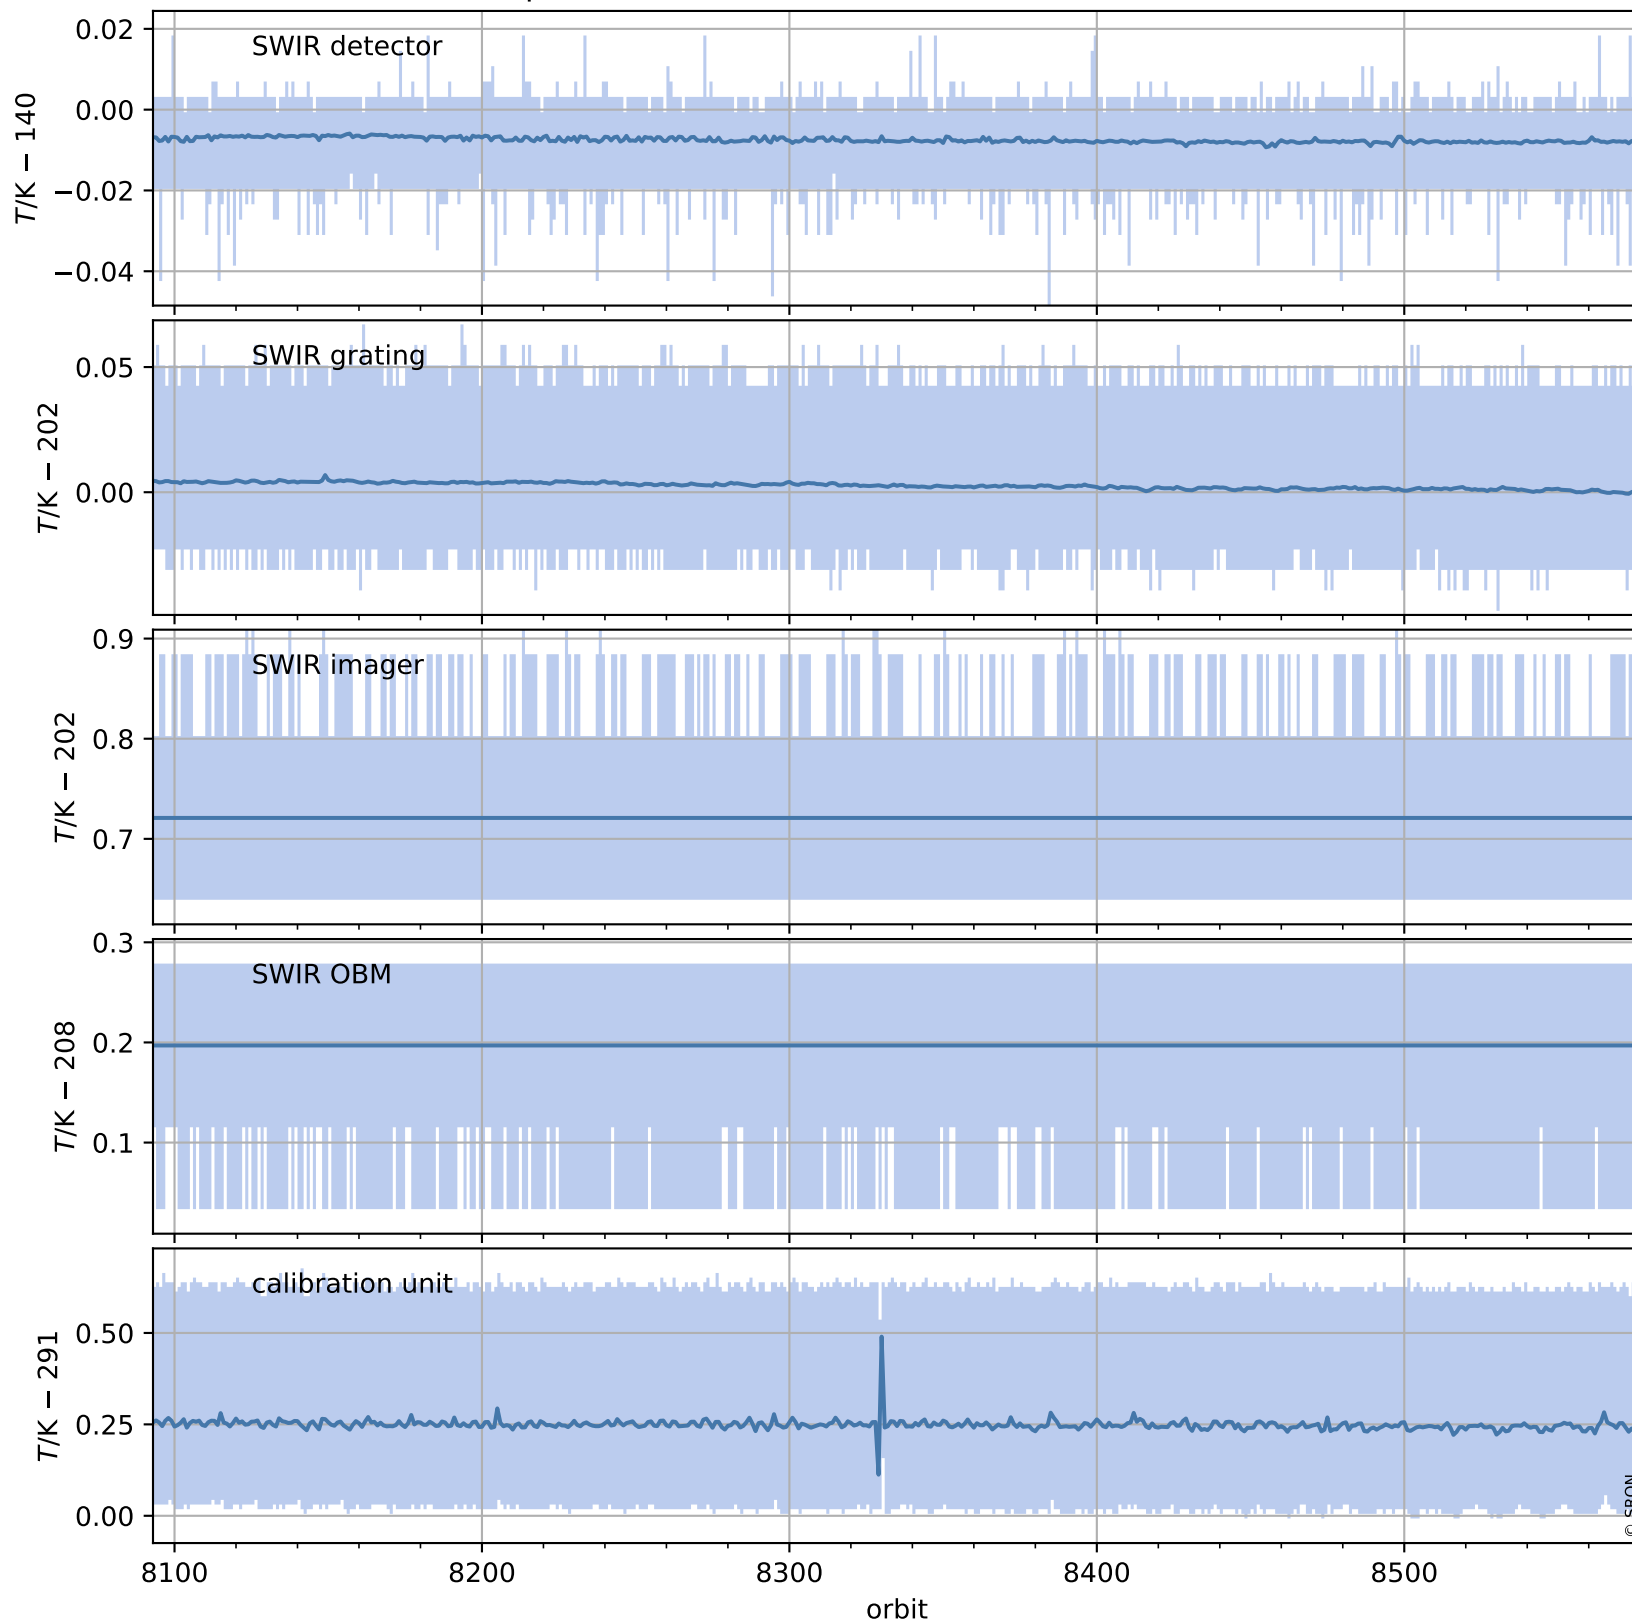 SWIR detector
0.02
0.00
−0.02
−0.04
T/K − 140
SWIR grating
0.05
0.00
T/K − 202
SWIR imager
0.9
0.8
0.7
T/K − 202
SWIR OBM
0.3
0.2
0.1
T/K − 208
calibration unit
0.50
0.25
0.00
T/K − 291
© SRON
8100 8200 8300 8400 8500
orbit